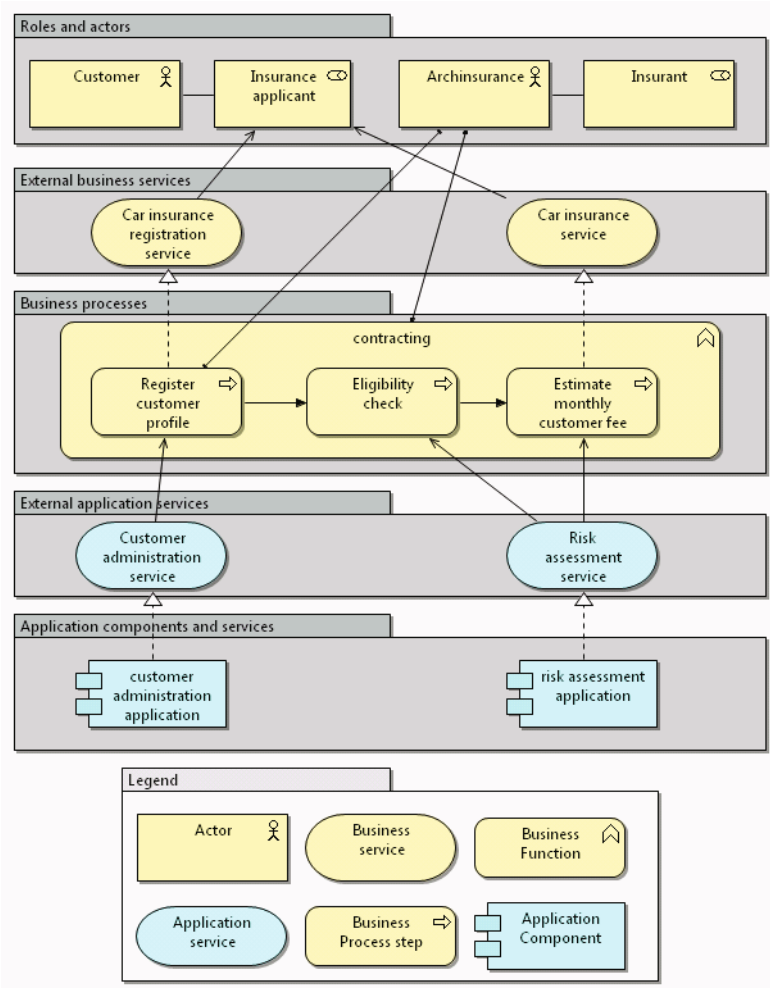 Roles and actors
Customer
Insurance
applicant
Archinsurance
Insurant
External business services
Car insurance
registration
service
Car insurance
service
Business processes
contracting
Register
customer
profile
Eligibility
check
Estimate
monthly
customer fee
External application services
Customer
administration
service
Risk
assessment
service
Application components and services
customer
administration
application
risk assessment
application
Legend
Actor
Business
service
Business
Function
Application
service
Business
Process step
Application
Component